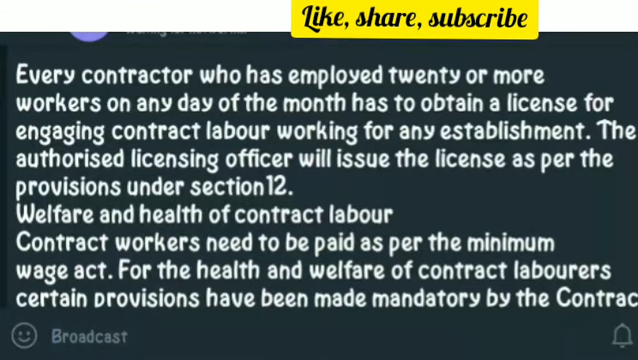 Like, share, subscribe
Every contractor who has employed twenty or more
workers on any day of the month has to obtain a license for
engaging contract labour working for any establishment. The
authorised licensing officer will issue the license as per the
provisions under section12.
Welfare and health of contract labour
Contract workers need to be paid as per the minimum
wage act. For the health and welfare of contract labourers
certain provisions have been made mandatory by the Contrac
Broadcast